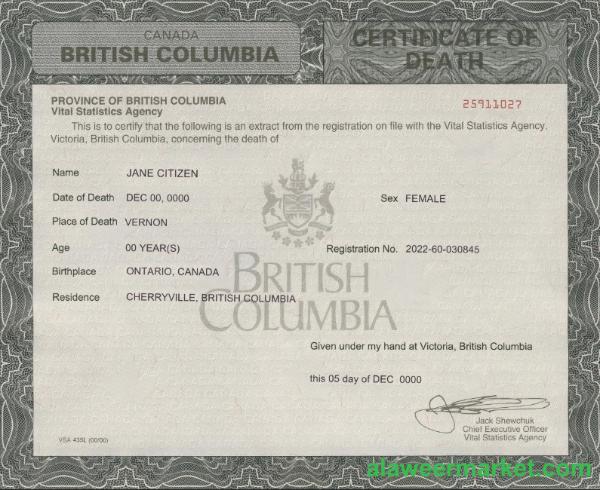 CANADA
BRITISH COLUMBIA
CERTIFICATE OF
DEATH
PROVINCE OF BRITISH COLUMBIA
Vital Statistics Agency
25911027
This is to certify that the following is an extract from the registration on file with the Vital Statistics Agency,
Victoria, British Columbia, concerning the death of
Name JANE CITIZEN
Date of Death DEC 00, 0000 Sex FEMALE
Place of Death VERNON
Age 00 YEAR(S) Registration No. 2022-60-030845
Birthplace ONTARIO, CANADA
BRITISH
COLUMBIA
Residence CHERRYVILLE, BRITISH COLUMBIA
Given under my hand at Victoria, British Columbia
this 05 day of DEC 0000
Jack Shewchuk
Chief Executive Officer
Vital Statistics Agency
VSA 435L (00/00)
alaweermarket.com